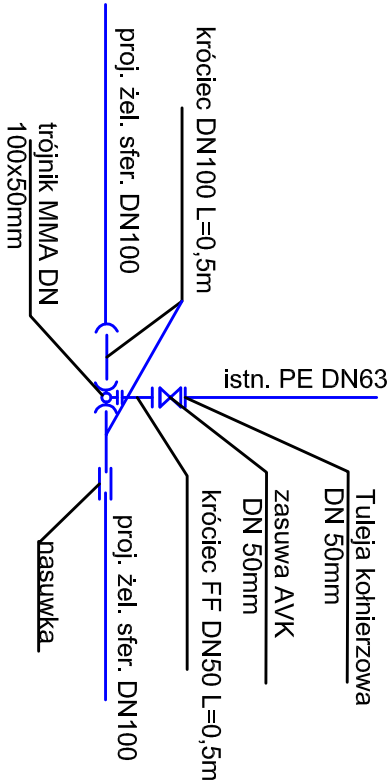 króciec DN100 L=0,5m
proj. żel. sfer. DN100
trójnik MMA DN
100x50mm
istn. PE DN63
Tuleja kołnierzowa
DN 50mm
zasuwa AVK
DN 50mm
króciec FF DN50 L=0,5m
proj. żel. sfer. DN100
nasuwka